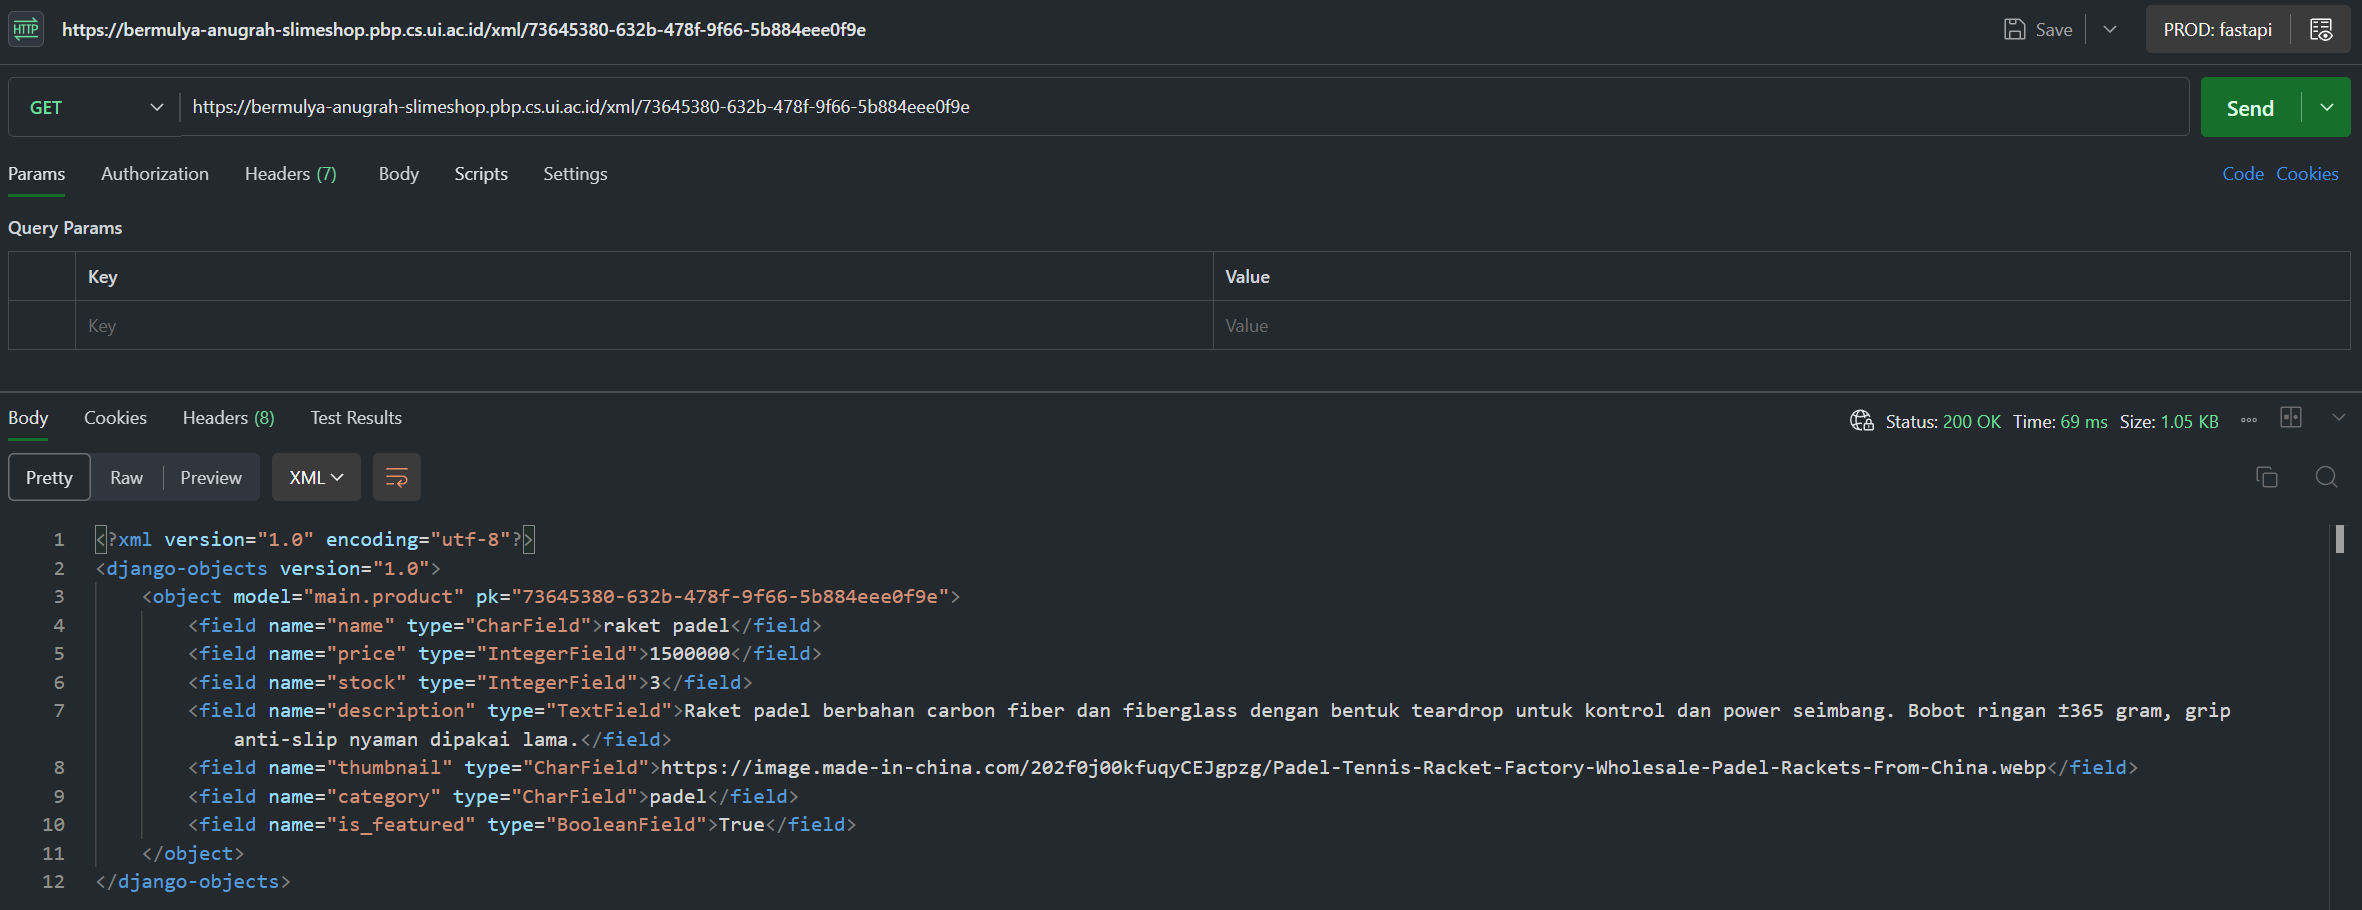 HTTP https://bermulya-anugrah-slimeshop.pbp.cs.ui.ac.id/xml/73645380-632b-478f-9f66-5b884eee0f9e Save PROD: fastapi
GET https://bermulya-anugrah-slimeshop.pbp.cs.ui.ac.id/xml/73645380-632b-478f-9f66-5b884eee0f9e Send
Params Authorization Headers (7) Body Scripts Settings Code Cookies
Query Params
Key Value
Key Value
Body Cookies Headers (8) Test Results Status: 200 OK Time: 69 ms Size: 1.05 KB
Pretty Raw Preview XML
1 <?xml version="1.0" encoding="utf-8"?>
2 <django-objects version="1.0">
3 <object model="main.product" pk="73645380-632b-478f-9f66-5b884eee0f9e">
4 <field name="name" type="CharField">raket padel</field>
5 <field name="price" type="IntegerField">1500000</field>
6 <field name="stock" type="IntegerField">3</field>
7 <field name="description" type="TextField">Raket padel berbahan carbon fiber dan fiberglass dengan bentuk teardrop untuk kontrol dan power seimbang. Bobot ringan ±365 gram, grip
anti-slip nyaman dipakai lama.</field>
8 <field name="thumbnail" type="CharField">https://image.made-in-china.com/202f0j00kfuqyCEJgpzg/Padel-Tennis-Racket-Factory-Wholesale-Padel-Rackets-From-China.webp</field>
9 <field name="category" type="CharField">padel</field>
10 <field name="is_featured" type="BooleanField">True</field>
11 </object>
12 </django-objects>